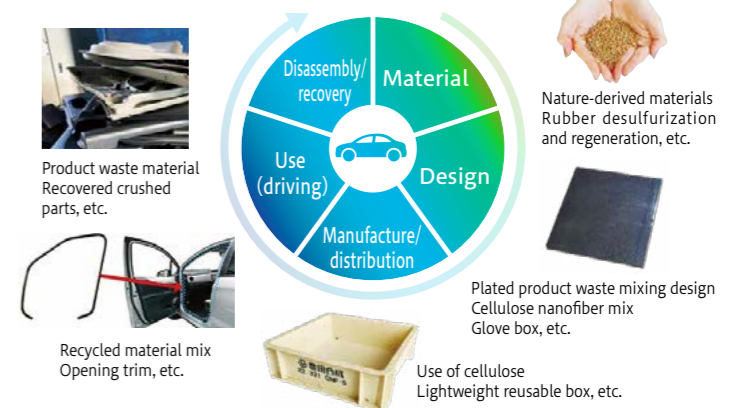 Disassembly/
recovery
Material
Use
(driving)
Design
Manufacture/
distribution
Product waste material
Recovered crushed
parts, etc.
Nature-derived materials
Rubber desulfurization
and regeneration, etc.
Plated product waste mixing design
Cellulose nanofiber mix
Glove box, etc.
Recycled material mix
Opening trim, etc.
Use of cellulose
Lightweight reusable box, etc.